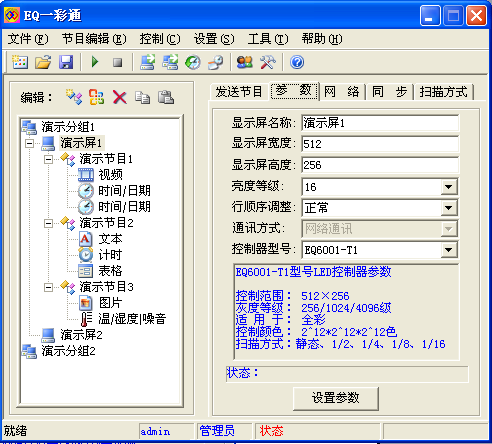 EQ一彩通
文件(F) 节目编辑(E) 控制(C) 设置(S) 工具(T) 帮助(H)
编辑：
演示分组1
演示屏1
演示节目1
视频
时间/日期
时间/日期
演示节目2
文本
计时
表格
演示节目3
图片
温/湿度|噪音
演示屏2
演示分组2
发送节目 参 数 网 络 同 步 扫描方式
显示屏名称: 演示屏1
显示屏宽度: 512
显示屏高度: 256
亮度等级: 16
行顺序调整: 正常
通讯方式: 网络通讯
控制器型号: EQ6001-T1
EQ6001-T1型号LED控制器参数
控制范围： 512×256
灰度等级： 256/1024/4096级
适 用 于： 全彩
控制颜色： 2^12*2^12*2^12色
扫描方式：静态、1/2、1/4、1/8、1/16
状态：
设置参数
就绪 admin 管理员 状态